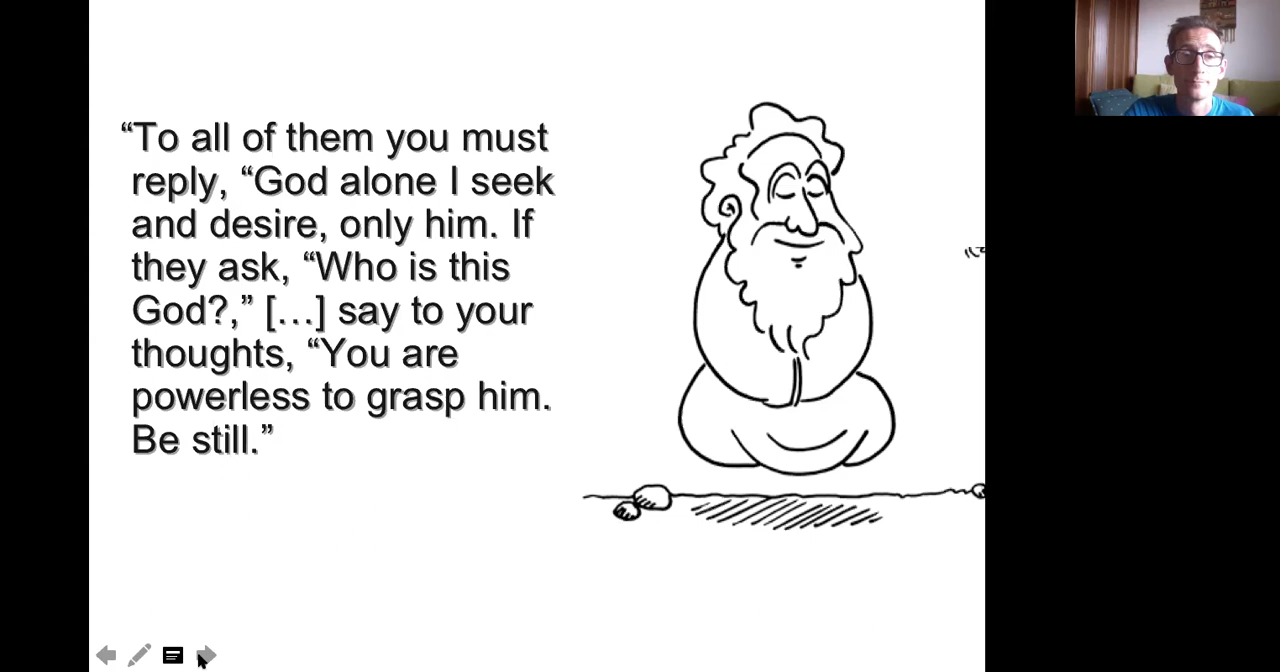 “To all of them you must
reply, “God alone I seek
and desire, only him. If
they ask, “Who is this
God?,” […] say to your
thoughts, “You are
powerless to grasp him.
Be still.”